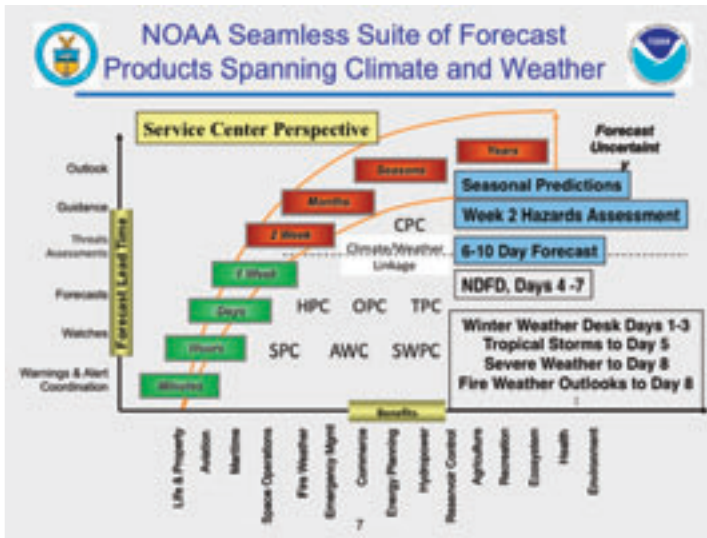 NOAA Seamless Suite of Forecast
Products Spanning Climate and Weather
Service Center Perspective
Forecast
Uncertainty
Years
Seasons
Months
2 Week
1 Week
Days
Hours
Minutes
Outlook
Guidance
Threats
Assessments
Forecasts
Watches
Warnings & Alert
Coordination
Forecast Lead Time
Seasonal Predictions
Week 2 Hazards Assessment
6-10 Day Forecast
NDFD, Days 4 -7
CPC
Climate/Weather
Linkage
HPC OPC TPC
SPC AWC SWPC
Winter Weather Desk Days 1-3
Tropical Storms to Day 5
Severe Weather to Day 8
Fire Weather Outlooks to Day 8
Benefits
Life & Property
Aviation
Maritime
Space Operations
Fire Weather
Emergency Mgmt
Commerce
Energy Planning
Hydropower
Reservoir Control
Agriculture
Recreation
Ecosystem
Health
Environment
7